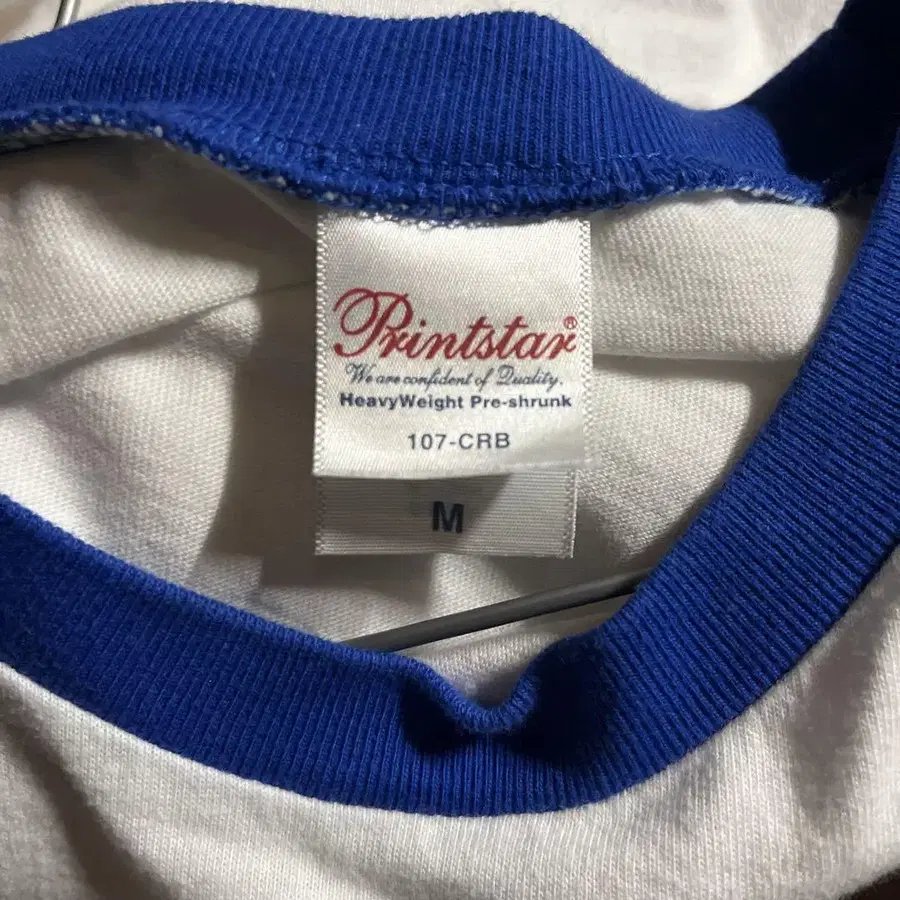 Printstar®
We are confident of Quality.
HeavyWeight Pre-shrunk
107-CRB
M